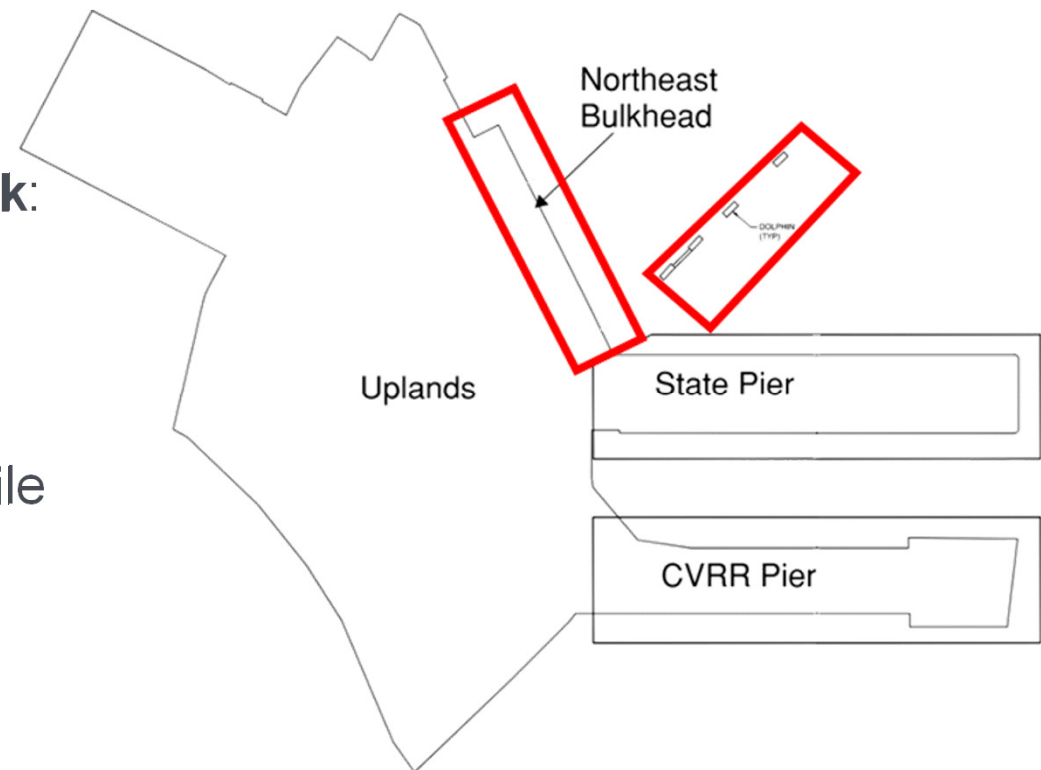 Northeast
Bulkhead
k:
DOLPHIN
(TYP)
Uplands
State Pier
ile
CVRR Pier